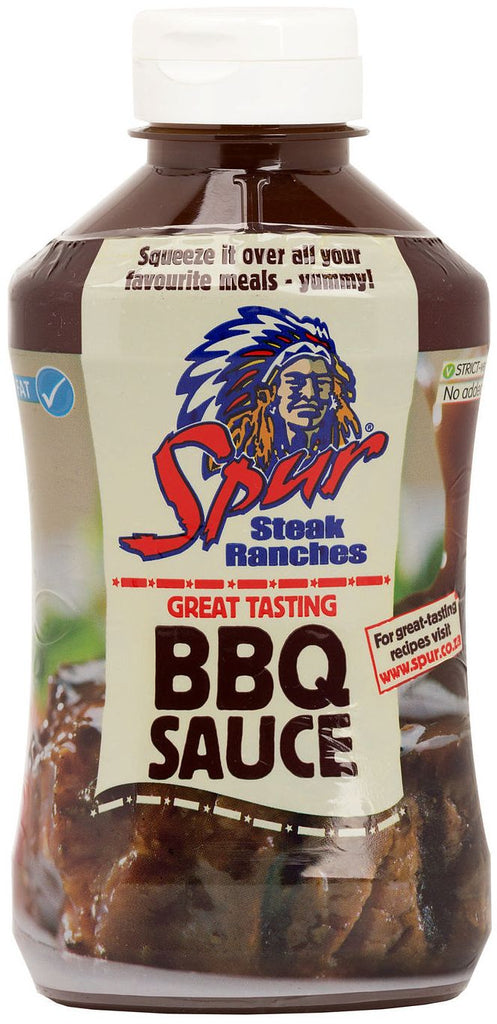 Squeeze it over all your
favourite meals - yummy!
FAT
No added
Spur®
Steak
Ranches
GREAT TASTING
BBQ
SAUCE
For great-tasting
recipes visit
www.spur.co.za